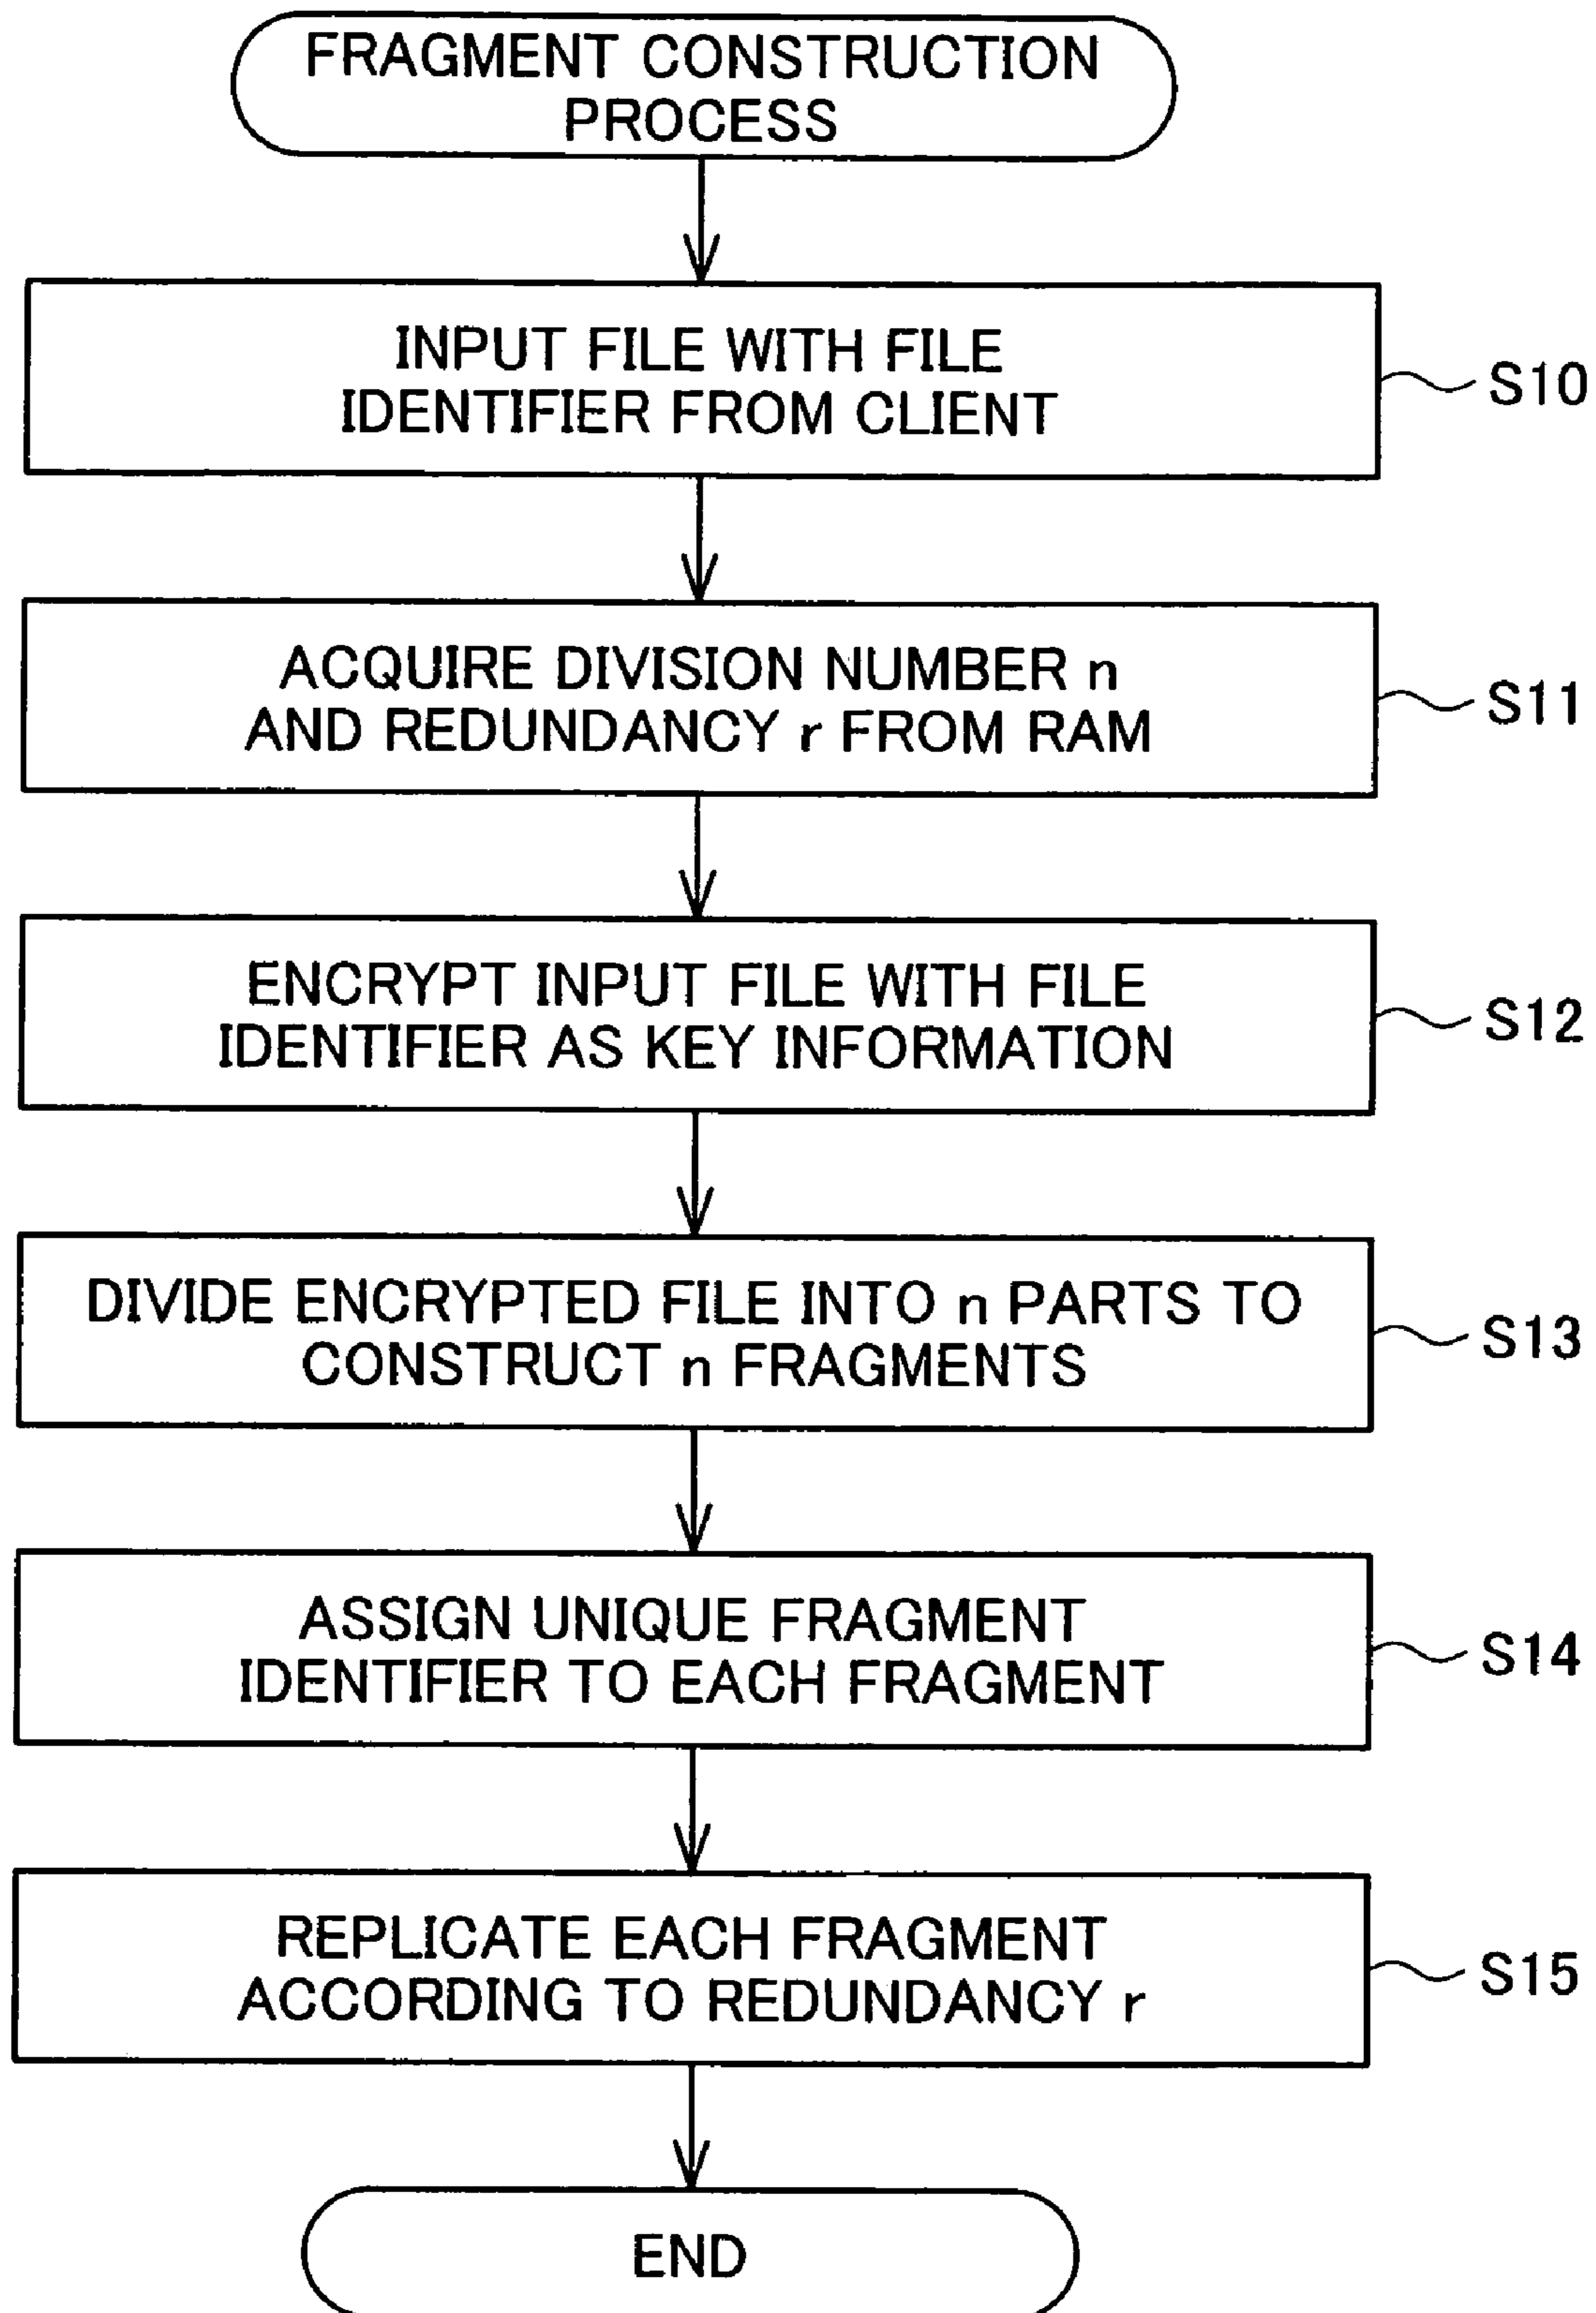 FRAGMENT CONSTRUCTION
PROCESS
INPUT FILE WITH FILE
IDENTIFIER FROM CLIENT
S10
ACQUIRE DIVISION NUMBER n
AND REDUNDANCY r FROM RAM
S11
ENCRYPT INPUT FILE WITH FILE
IDENTIFIER AS KEY INFORMATION
S12
DIVIDE ENCRYPTED FILE INTO n PARTS TO
CONSTRUCT n FRAGMENTS
S13
ASSIGN UNIQUE FRAGMENT
IDENTIFIER TO EACH FRAGMENT
S14
REPLICATE EACH FRAGMENT
ACCORDING TO REDUNDANCY r
S15
END